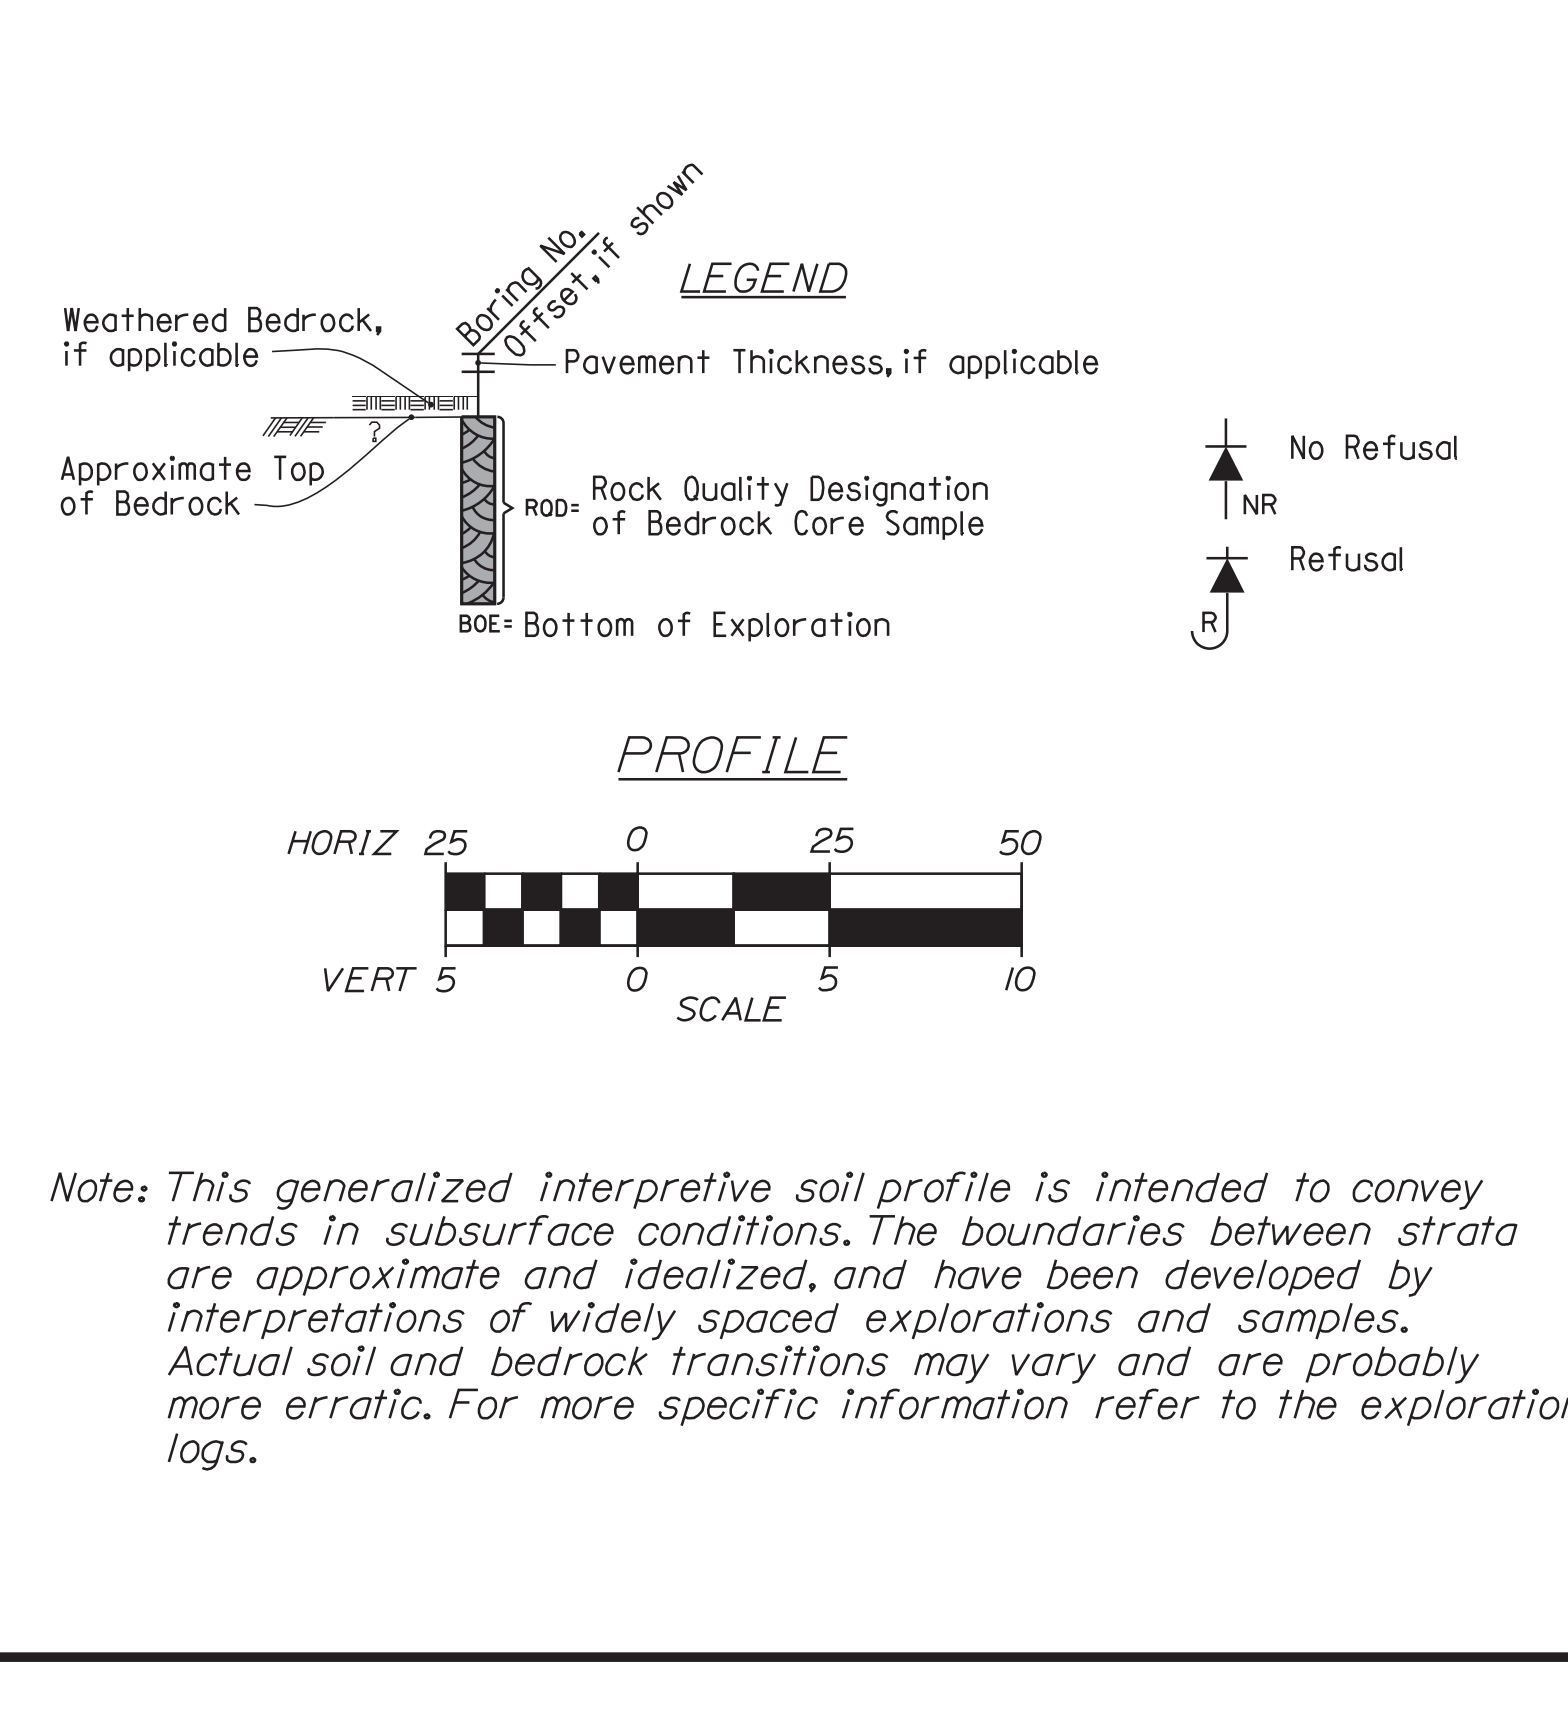 Boring No.
Offset, if shown
LEGEND
Weathered Bedrock,
if applicable
Pavement Thickness, if applicable
?
Approximate Top
of Bedrock
RQD= Rock Quality Designation
of Bedrock Core Sample
BOE= Bottom of Exploration
No Refusal
NR
Refusal
R
PROFILE
HORIZ 25 0 25 50
VERT 5 0 5 10
SCALE
Note: This generalized interpretive soil profile is intended to convey
trends in subsurface conditions. The boundaries between strata
are approximate and idealized, and have been developed by
interpretations of widely spaced explorations and samples.
Actual soil and bedrock transitions may vary and are probably
more erratic. For more specific information refer to the exploration
logs.